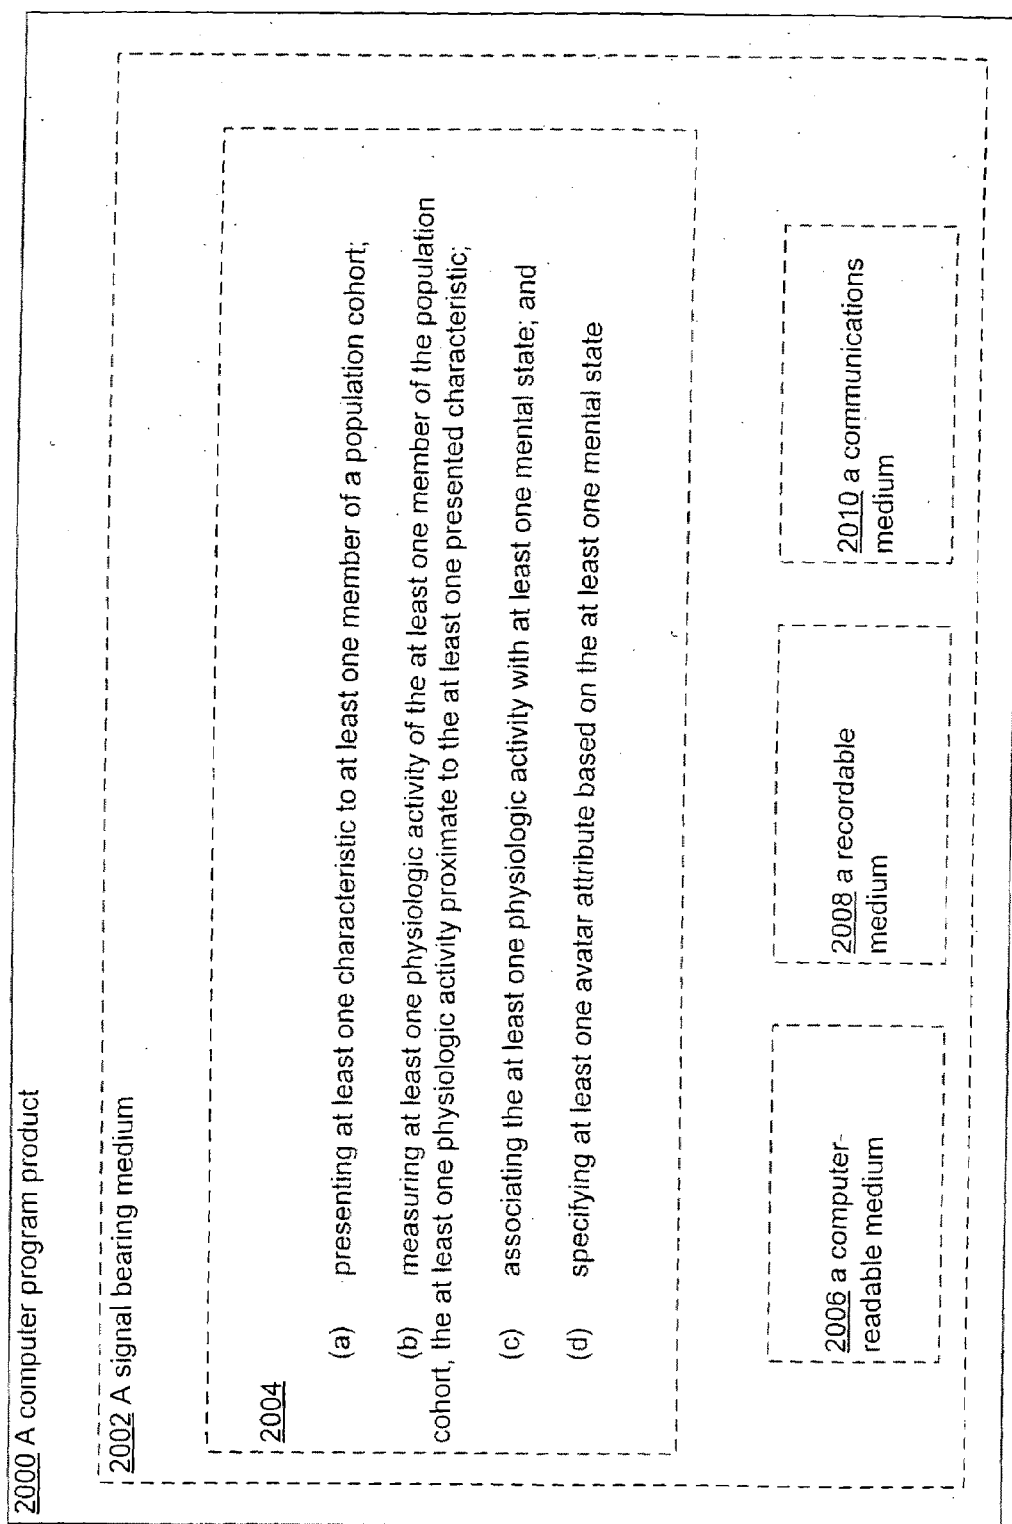 2000 A computer program product
2002 A signal bearing medium
2004
(a) presenting at least one characteristic to at least one member of a population cohort;
(b) measuring at least one physiologic activity of the at least one member of the population
cohort, the at least one physiologic activity proximate to the at least one presented characteristic;
(c) associating the at least one physiologic activity with at least one mental state; and
(d) specifying at least one avatar attribute based on the at least one mental state
2006 a computer-
readable medium
2008 a recordable
medium
2010 a communications
medium